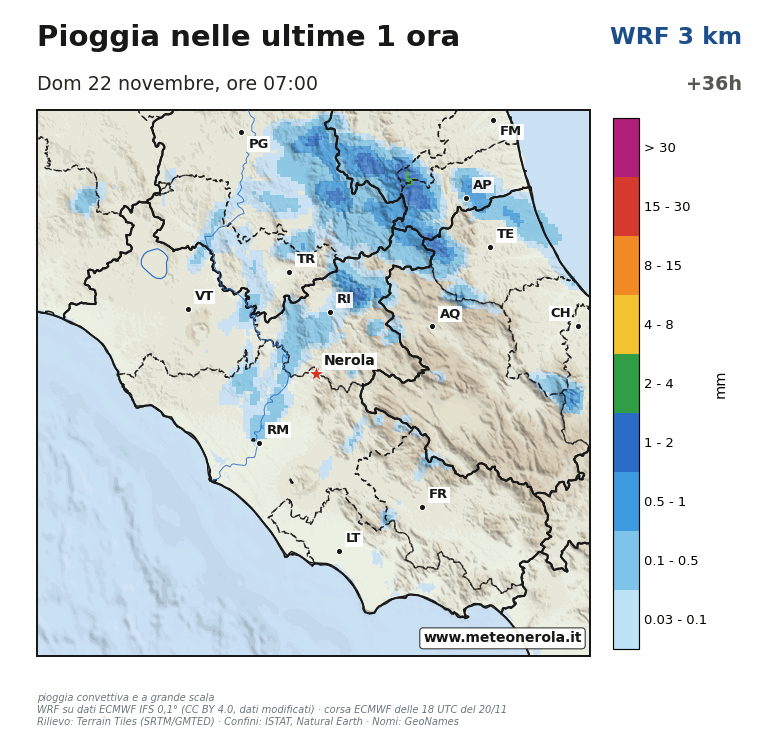 Pioggia nelle ultime 1 ora
WRF 3 km
Dom 22 novembre, ore 07:00
+36h
FM
PG
AP
TE
TR
VT
RI
AQ
CH
Nerola
RM
FR
LT
www.meteonerola.it
> 30
15 - 30
8 - 15
4 - 8
2 - 4
1 - 2
0.5 - 1
0.1 - 0.5
0.03 - 0.1
mm
pioggia convettiva e a grande scala
WRF su dati ECMWF IFS 0,1° (CC BY 4.0, dati modificati) · corsa ECMWF delle 18 UTC del 20/11
Rilievo: Terrain Tiles (SRTM/GMTED) · Confini: ISTAT, Natural Earth · Nomi: GeoNames